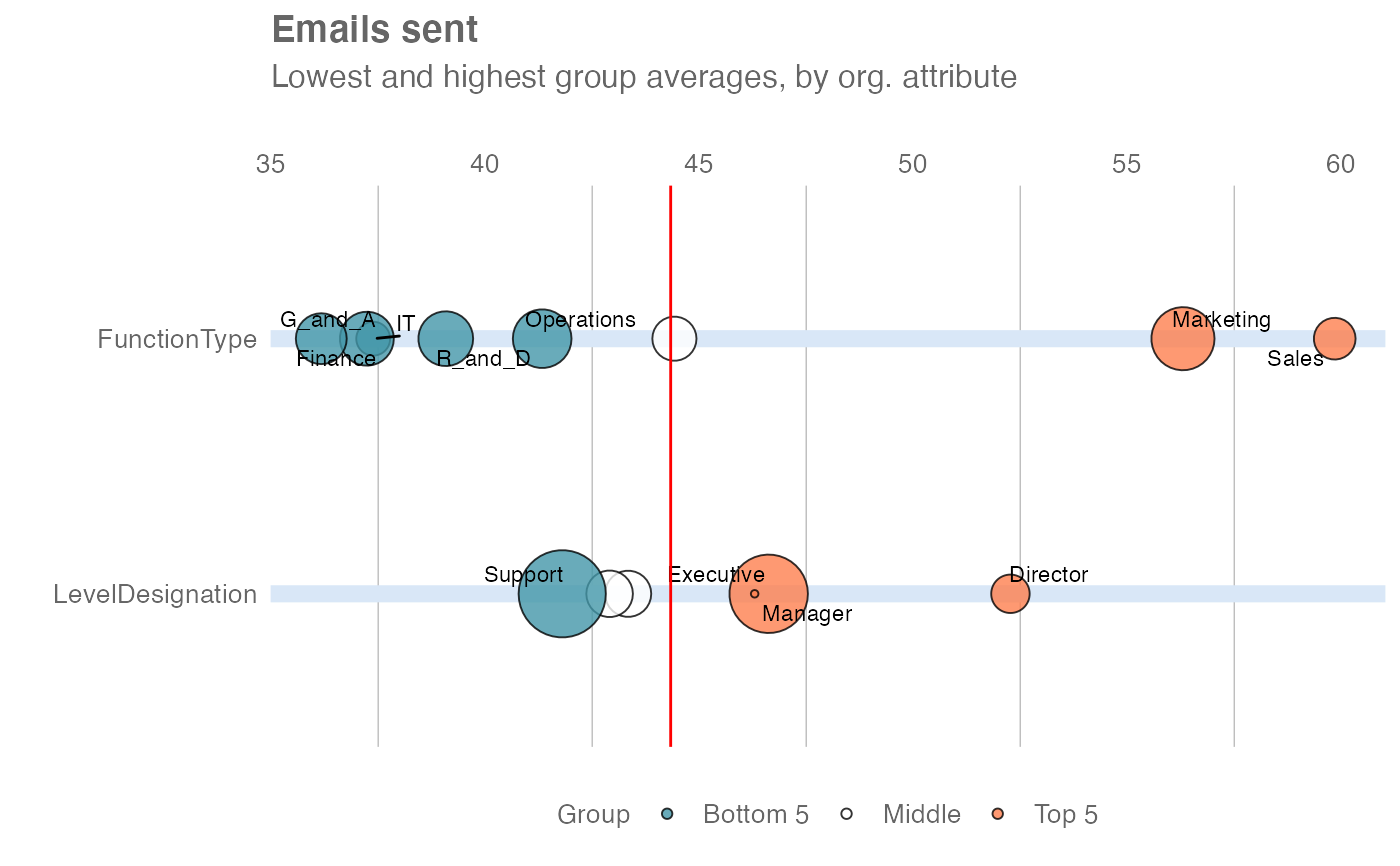 Emails sent
Lowest and highest group averages, by org. attribute
35 40 45 50 55 60
G_and_A IT Operations Marketing
FunctionType
Finance R_and_D Sales
Support Executive Director
LevelDesignation
Manager
Group Bottom 5 Middle Top 5